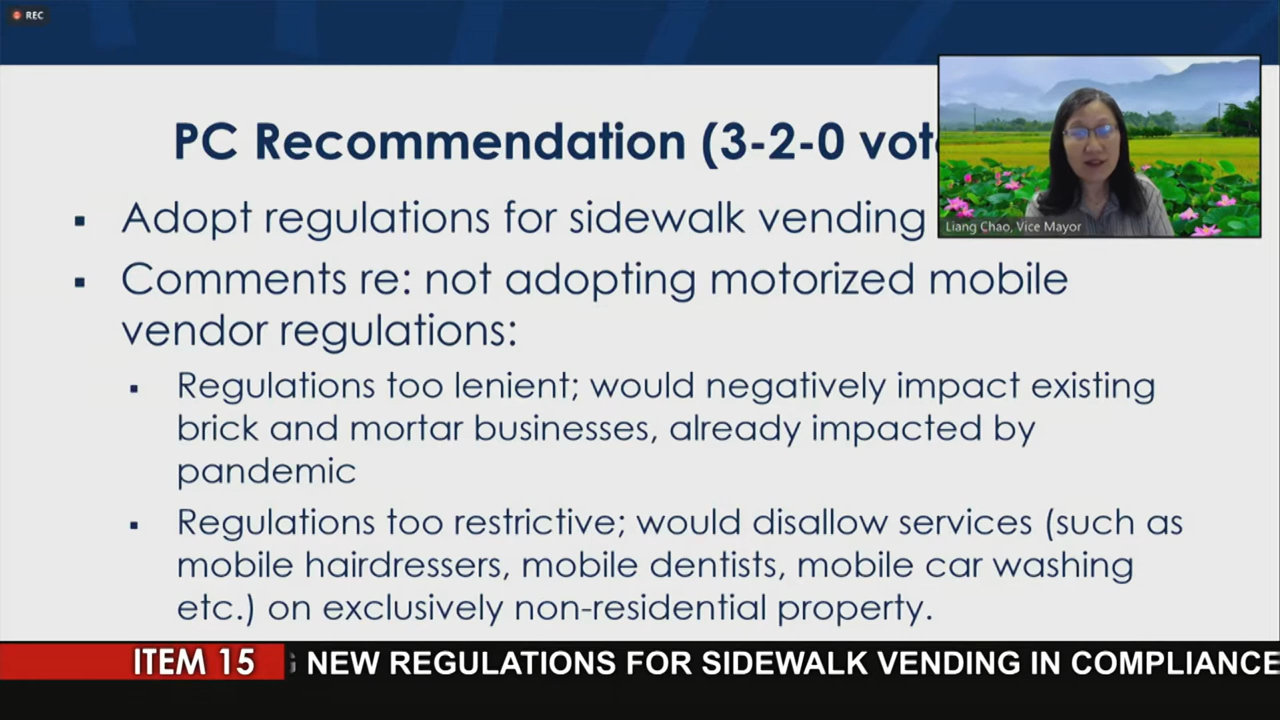 REC
PC Recommendation (3-2-0 vot
Liang Chao, Vice Mayor
▪ Adopt regulations for sidewalk vending
▪ Comments re: not adopting motorized mobile
vendor regulations:
▪ Regulations too lenient; would negatively impact existing
brick and mortar businesses, already impacted by
pandemic
▪ Regulations too restrictive; would disallow services (such as
mobile hairdressers, mobile dentists, mobile car washing
etc.) on exclusively non-residential property.
ITEM 15
NEW REGULATIONS FOR SIDEWALK VENDING IN COMPLIANCE